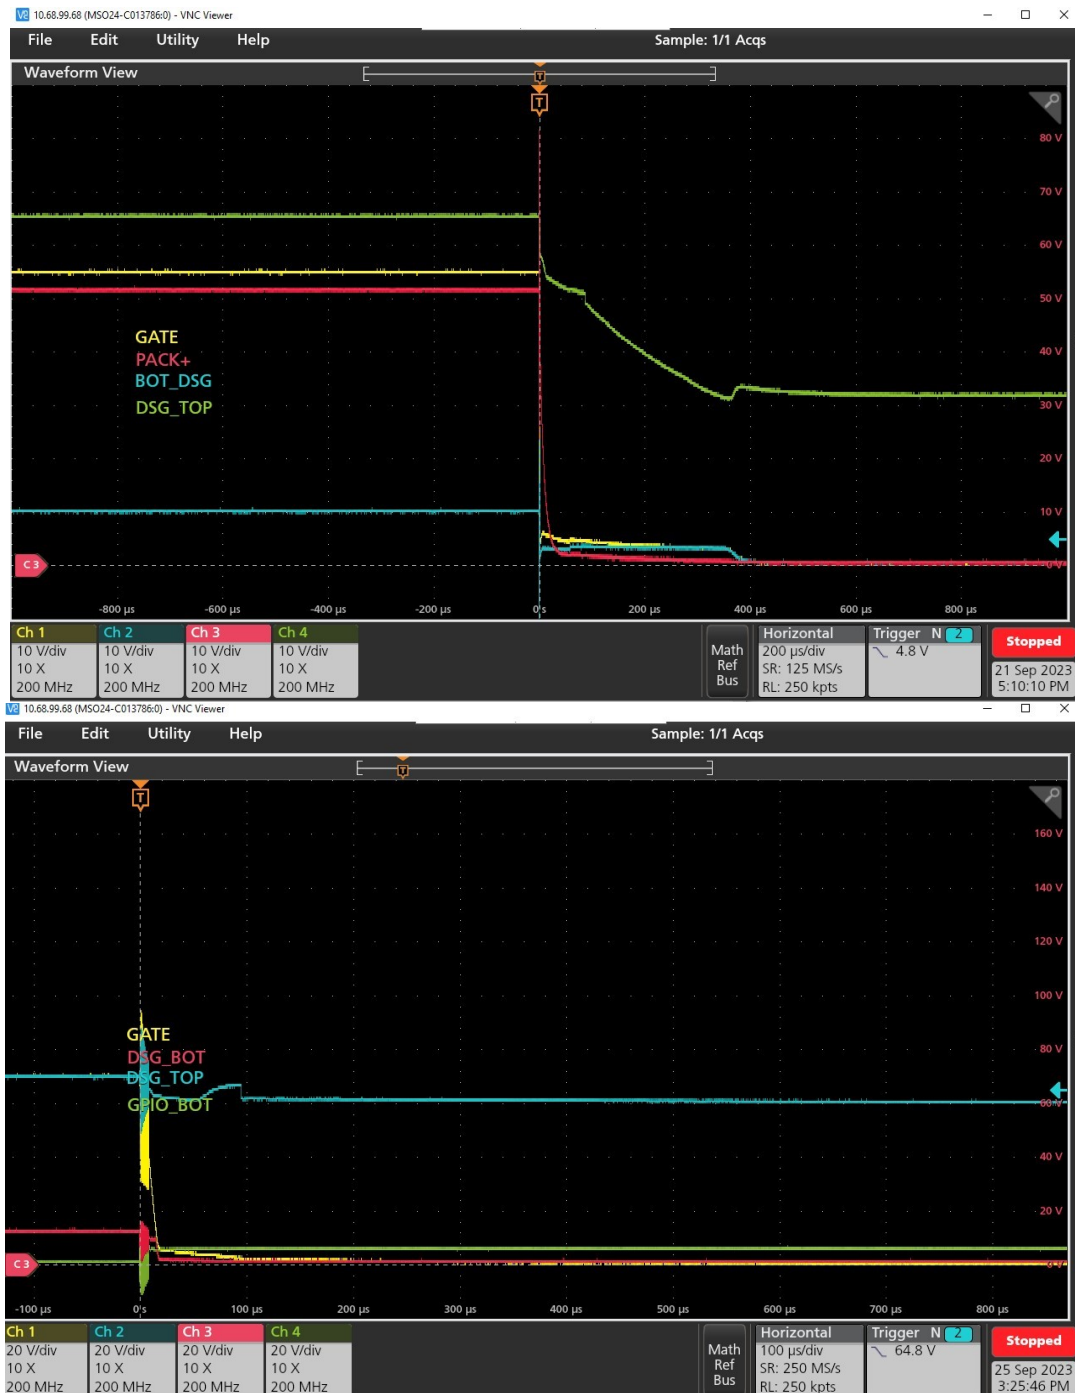 10.68.99.68 (MSO24-C013786:0) - VNC Viewer
File Edit Utility Help Sample: 1/1 Acqs
Waveform View
T
T
80 V
70 V
60 V
50 V
40 V
30 V
20 V
10 V
0 V
GATE
PACK+
BOT_DSG
DSG_TOP
C 3
-800 µs -600 µs -400 µs -200 µs 0 s 200 µs 400 µs 600 µs 800 µs
Ch 1 Ch 2 Ch 3 Ch 4
10 V/div 10 V/div 10 V/div 10 V/div
10 X 10 X 10 X 10 X
200 MHz 200 MHz 200 MHz 200 MHz
Math
Ref
Bus
Horizontal
200 µs/div
SR: 125 MS/s
RL: 250 kpts
Trigger N 2
4.8 V
Stopped
21 Sep 2023
5:10:10 PM
10.68.99.68 (MSO24-C013786:0) - VNC Viewer
File Edit Utility Help Sample: 1/1 Acqs
Waveform View
T
T
160 V
140 V
120 V
100 V
80 V
60 V
40 V
20 V
0 V
GATE
DSG_BOT
DSG_TOP
GPIO_BOT
C 3
-100 µs 0 s 100 µs 200 µs 300 µs 400 µs 500 µs 600 µs 700 µs 800 µs
Ch 1 Ch 2 Ch 3 Ch 4
20 V/div 20 V/div 20 V/div 20 V/div
10 X 10 X 10 X 10 X
200 MHz 200 MHz 200 MHz 200 MHz
Math
Ref
Bus
Horizontal
100 µs/div
SR: 250 MS/s
RL: 250 kpts
Trigger N 2
64.8 V
Stopped
25 Sep 2023
3:25:46 PM